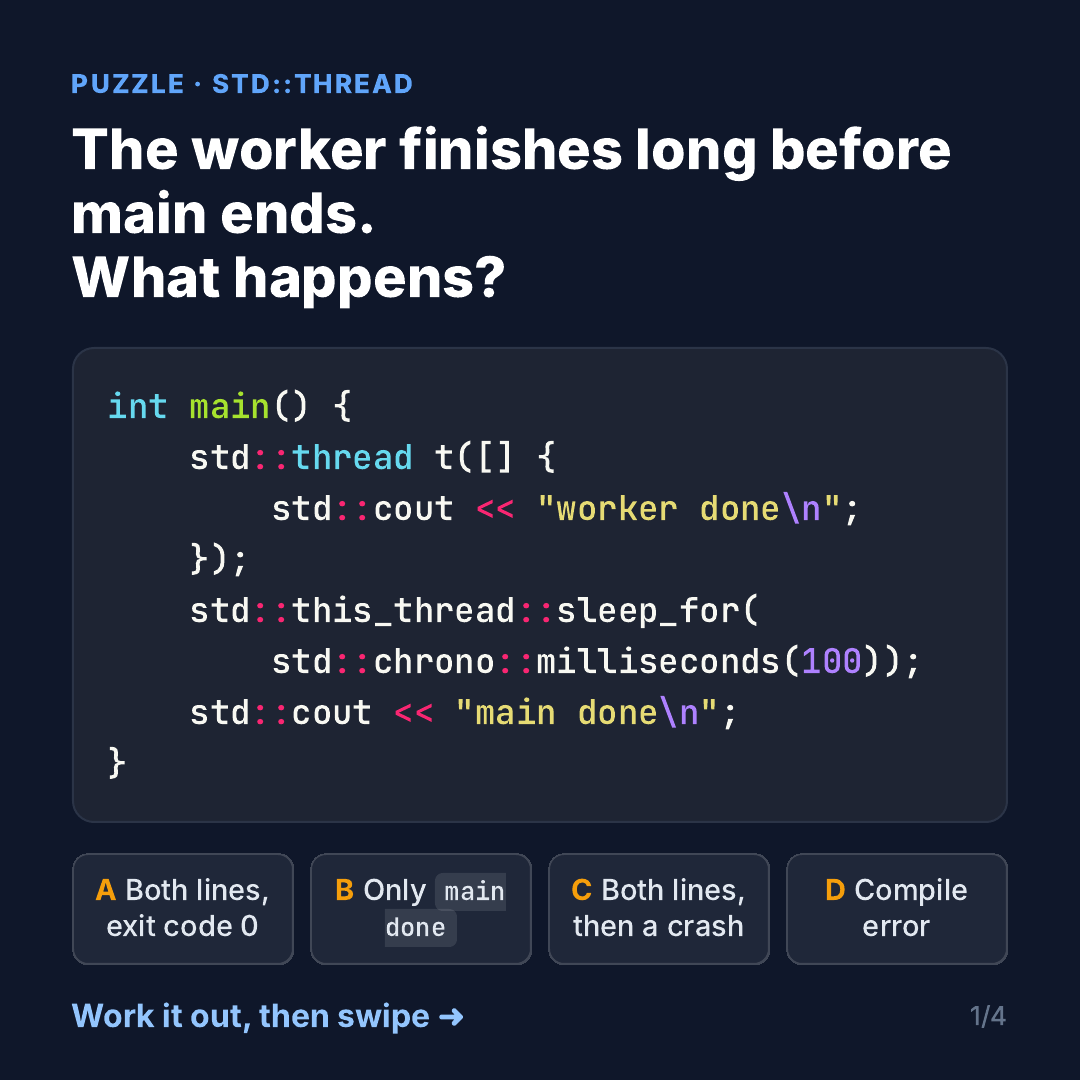 PUZZLE · STD::THREAD
The worker finishes long before
main ends.
What happens?
int main() {
    std::thread t([] {
        std::cout << "worker done\n";
    });
    std::this_thread::sleep_for(
        std::chrono::milliseconds(100));
    std::cout << "main done\n";
}
A Both lines,
exit code 0
B Only main
done
C Both lines,
then a crash
D Compile
error
Work it out, then swipe ➜
1/4